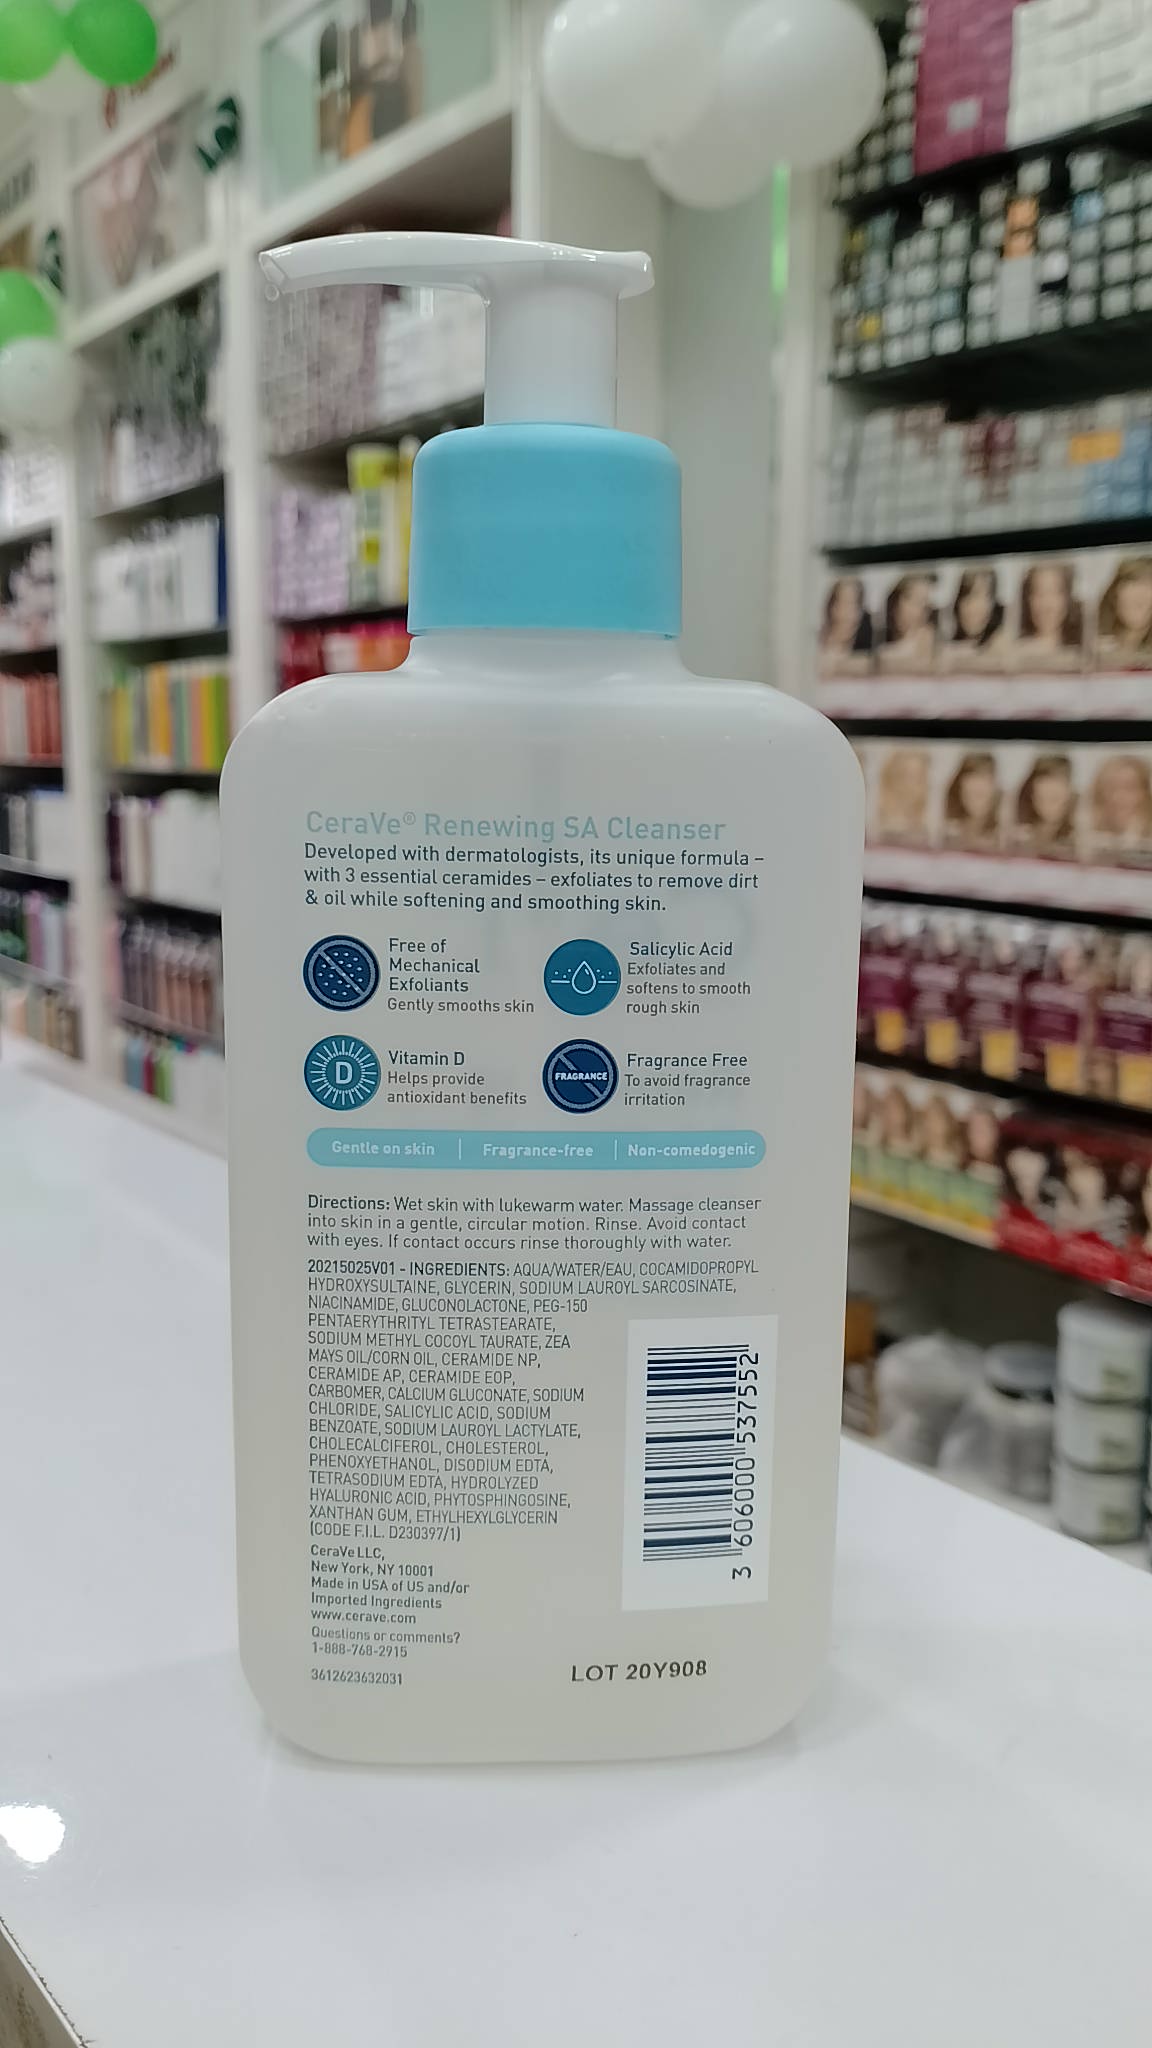 CeraVe® Renewing SA Cleanser
Developed with dermatologists, its unique formula –
with 3 essential ceramides – exfoliates to remove dirt
& oil while softening and smoothing skin.
Free of
Mechanical
Exfoliants
Gently smooths skin
Salicylic Acid
Exfoliates and
softens to smooth
rough skin
D
Vitamin D
Helps provide
antioxidant benefits
FRAGRANCE
Fragrance Free
To avoid fragrance
irritation
Gentle on skin | Fragrance-free | Non-comedogenic
Directions: Wet skin with lukewarm water. Massage cleanser
into skin in a gentle, circular motion. Rinse. Avoid contact
with eyes. If contact occurs rinse thoroughly with water.
20215025V01 - INGREDIENTS: AQUA/WATER/EAU, COCAMIDOPROPYL
HYDROXYSULTAINE, GLYCERIN, SODIUM LAUROYL SARCOSINATE,
NIACINAMIDE, GLUCONOLACTONE, PEG-150
PENTAERYTHRITYL TETRASTEARATE,
SODIUM METHYL COCOYL TAURATE, ZEA
MAYS OIL/CORN OIL, CERAMIDE NP,
CERAMIDE AP, CERAMIDE EOP,
CARBOMER, CALCIUM GLUCONATE, SODIUM
CHLORIDE, SALICYLIC ACID, SODIUM
BENZOATE, SODIUM LAUROYL LACTYLATE,
CHOLECALCIFEROL, CHOLESTEROL,
PHENOXYETHANOL, DISODIUM EDTA,
TETRASODIUM EDTA, HYDROLYZED
HYALURONIC ACID, PHYTOSPHINGOSINE,
XANTHAN GUM, ETHYLHEXYLGLYCERIN
(CODE F.I.L. D230397/1)
CeraVe LLC,
New York, NY 10001
Made in USA of US and/or
Imported Ingredients
www.cerave.com
Questions or comments?
1-888-768-2915
3612623632031
3 606000 537552
LOT 20Y908